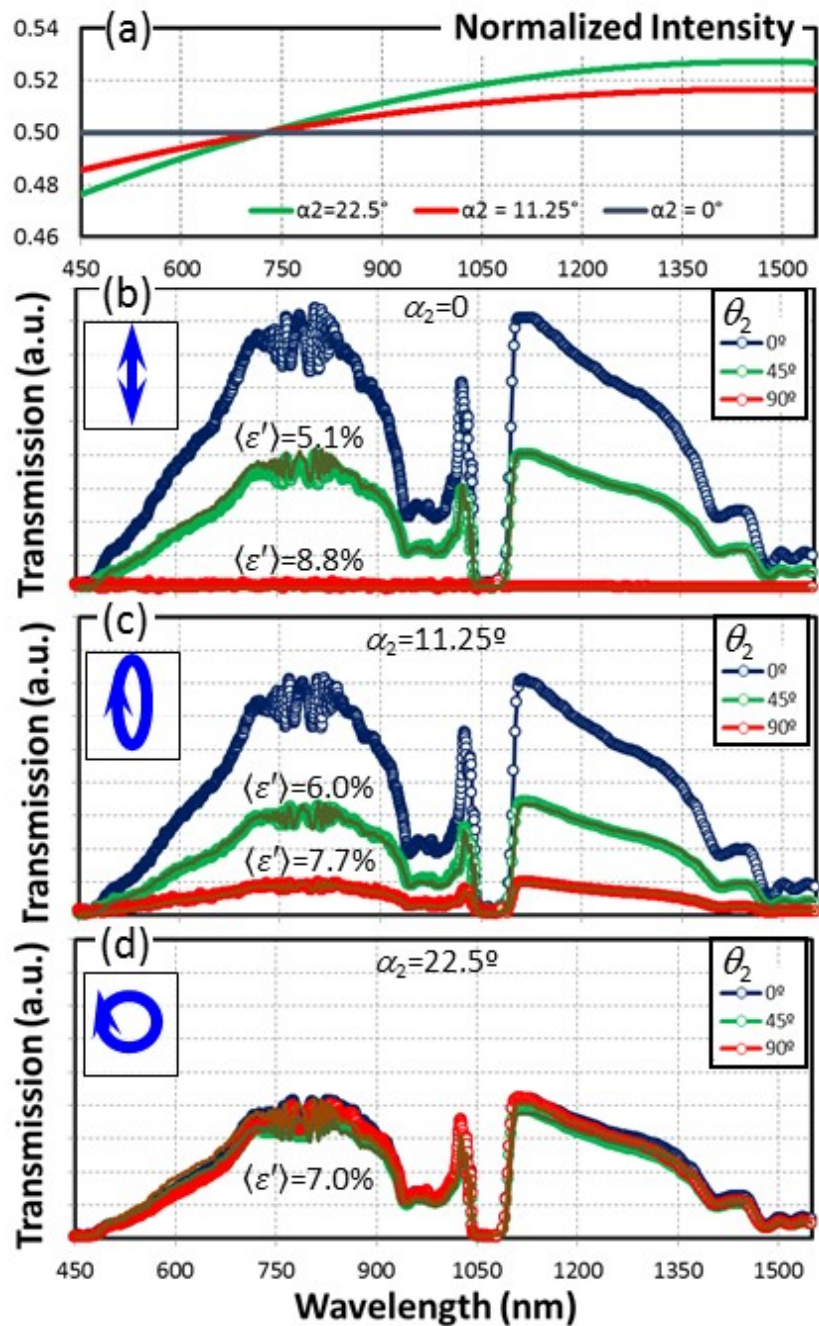 (a) Normalized Intensity
0.54
0.52
0.50
0.48
0.46
α2=22.5° α2 = 11.25° α2 = 0°
450 600 750 900 1050 1200 1350 1500
(b) α₂=0
Transmission (a.u.)
θ₂
0º
45º
90º
⟨ε′⟩=5.1%
⟨ε′⟩=8.8%
(c) α₂=11.25º
Transmission (a.u.)
θ₂
0º
45º
90º
⟨ε′⟩=6.0%
⟨ε′⟩=7.7%
(d) α₂=22.5º
Transmission (a.u.)
θ₂
0º
45º
90º
⟨ε′⟩=7.0%
450 600 750 900 1050 1200 1350 1500
Wavelength (nm)